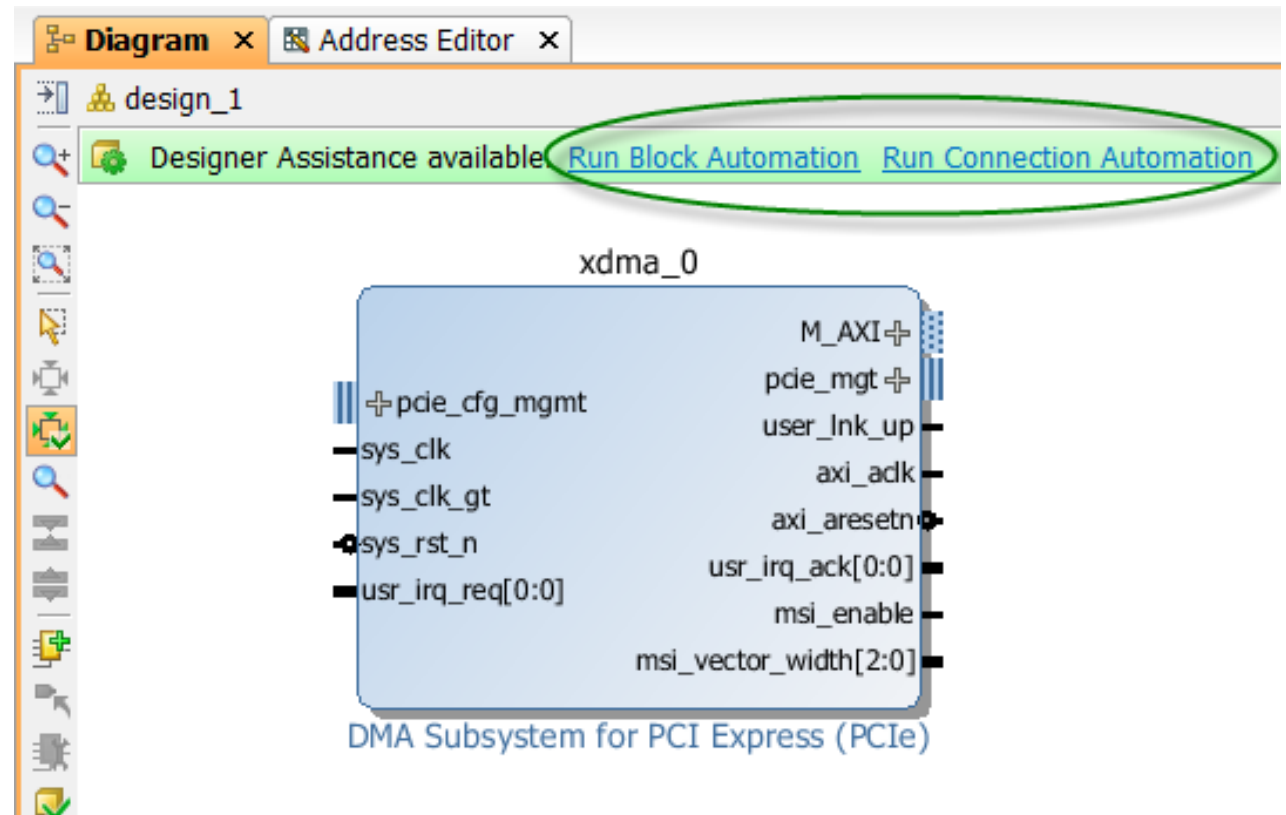 Diagram × Address Editor ×
design_1
Designer Assistance available. Run Block Automation Run Connection Automation
xdma_0
M_AXI
pcie_mgt
pcie_cfg_mgmt
user_lnk_up
sys_clk
axi_aclk
sys_clk_gt
axi_aresetn
sys_rst_n
usr_irq_ack[0:0]
usr_irq_req[0:0]
msi_enable
msi_vector_width[2:0]
DMA Subsystem for PCI Express (PCIe)